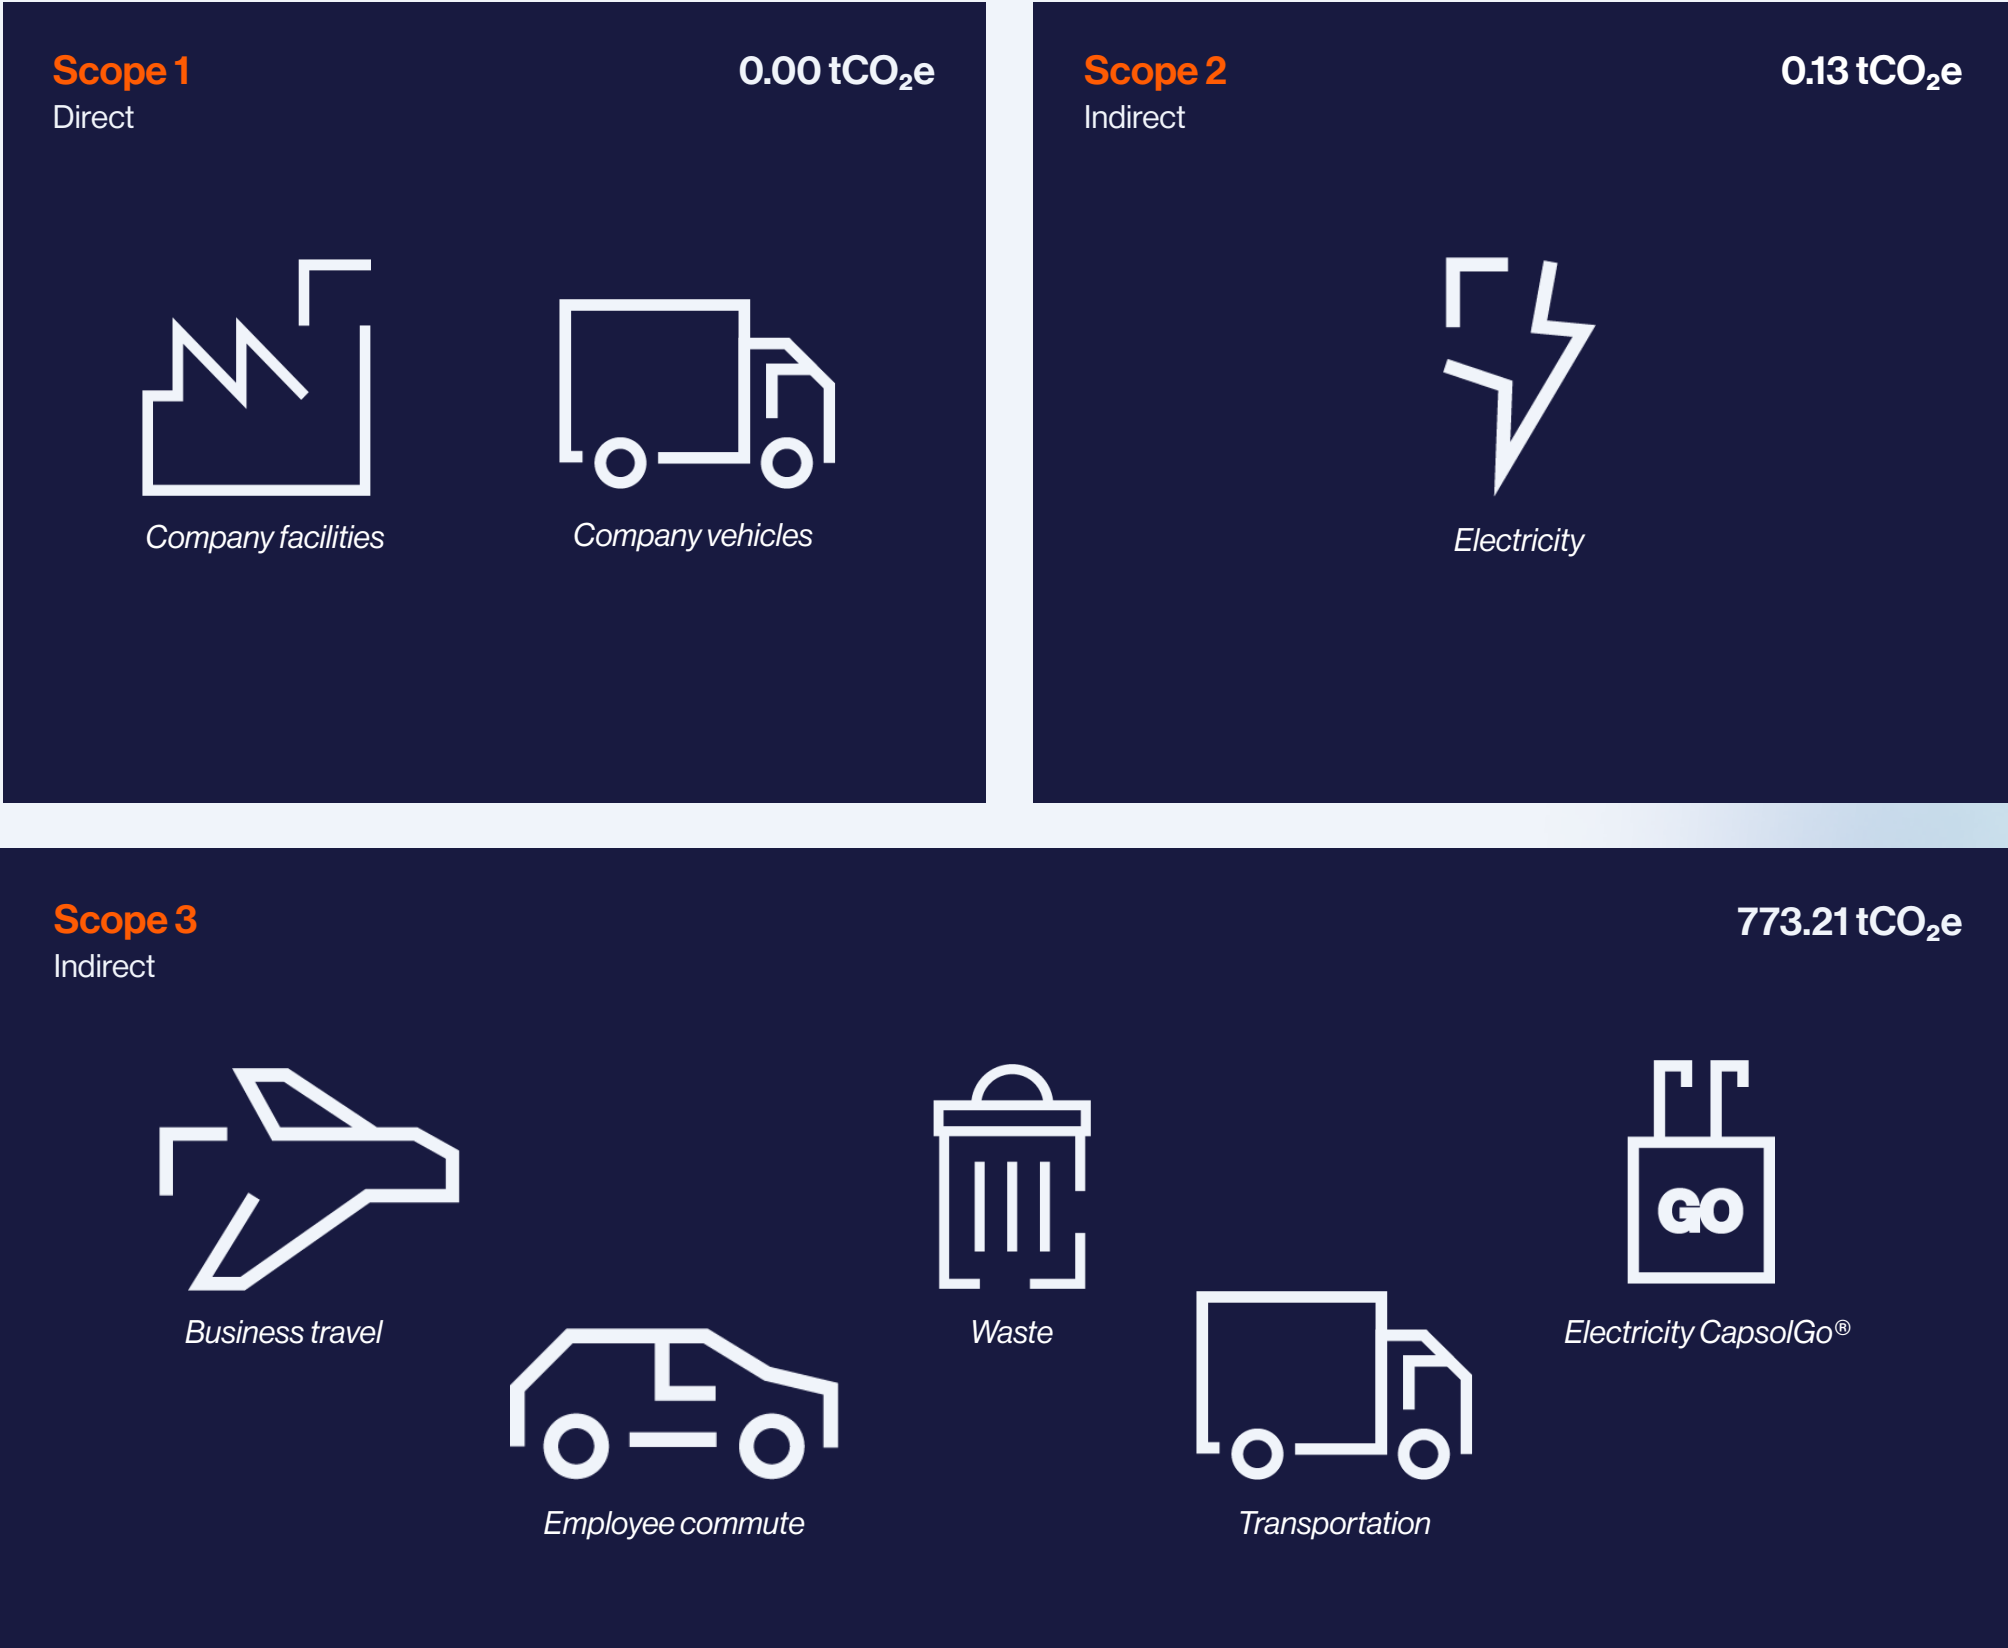 Scope 1
0.00 tCO₂e
Direct
Company facilities
Company vehicles
Scope 2
0.13 tCO₂e
Indirect
Electricity
Scope 3
773.21 tCO₂e
Indirect
Business travel
Employee commute
Waste
Transportation
GO
Electricity CapsolGo®